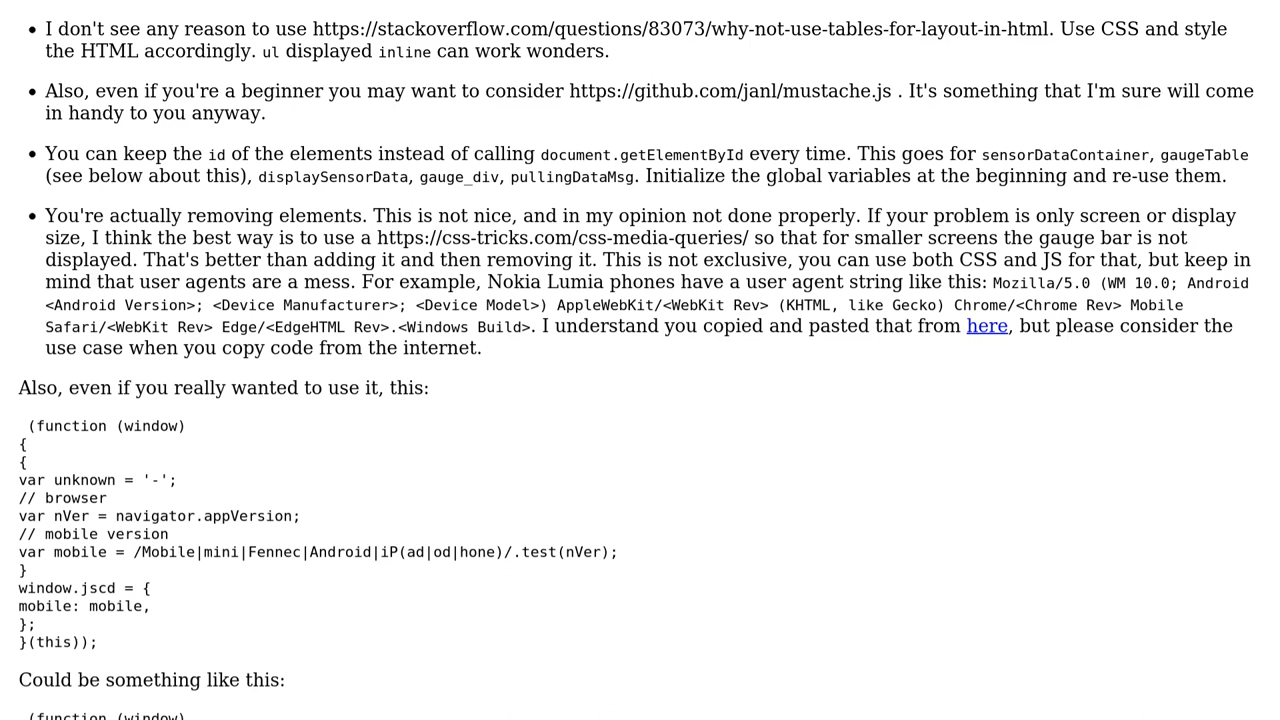 • I don't see any reason to use https://stackoverflow.com/questions/83073/why-not-use-tables-for-layout-in-html. Use CSS and style
the HTML accordingly. ul displayed inline can work wonders.
• Also, even if you're a beginner you may want to consider https://github.com/janl/mustache.js . It's something that I'm sure will come
in handy to you anyway.
• You can keep the id of the elements instead of calling document.getElementById every time. This goes for sensorDataContainer, gaugeTable
(see below about this), displaySensorData, gauge_div, pullingDataMsg. Initialize the global variables at the beginning and re-use them.
• You're actually removing elements. This is not nice, and in my opinion not done properly. If your problem is only screen or display
size, I think the best way is to use a https://css-tricks.com/css-media-queries/ so that for smaller screens the gauge bar is not
displayed. That's better than adding it and then removing it. This is not exclusive, you can use both CSS and JS for that, but keep in
mind that user agents are a mess. For example, Nokia Lumia phones have a user agent string like this: Mozilla/5.0 (WM 10.0; Android
<Android Version>; <Device Manufacturer>; <Device Model>) AppleWebKit/<WebKit Rev> (KHTML, like Gecko) Chrome/<Chrome Rev> Mobile
Safari/<WebKit Rev> Edge/<EdgeHTML Rev>.<Windows Build>. I understand you copied and pasted that from here, but please consider the
use case when you copy code from the internet.
Also, even if you really wanted to use it, this:
(function (window)
{
{
var unknown = '-';
// browser
var nVer = navigator.appVersion;
// mobile version
var mobile = /Mobile|mini|Fennec|Android|iP(ad|od|hone)/.test(nVer);
}
window.jscd = {
mobile: mobile,
};
}(this));
Could be something like this:
(function (window)